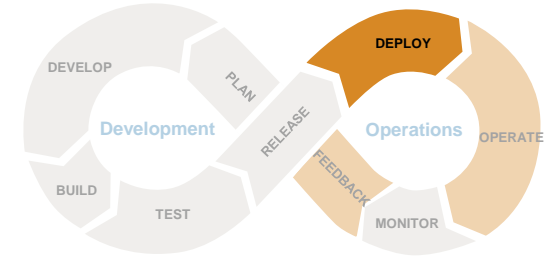 DEPLOY
DEVELOP
PLAN
Development
RELEASE
Operations
OPERATE
FEEDBACK
BUILD
TEST
MONITOR